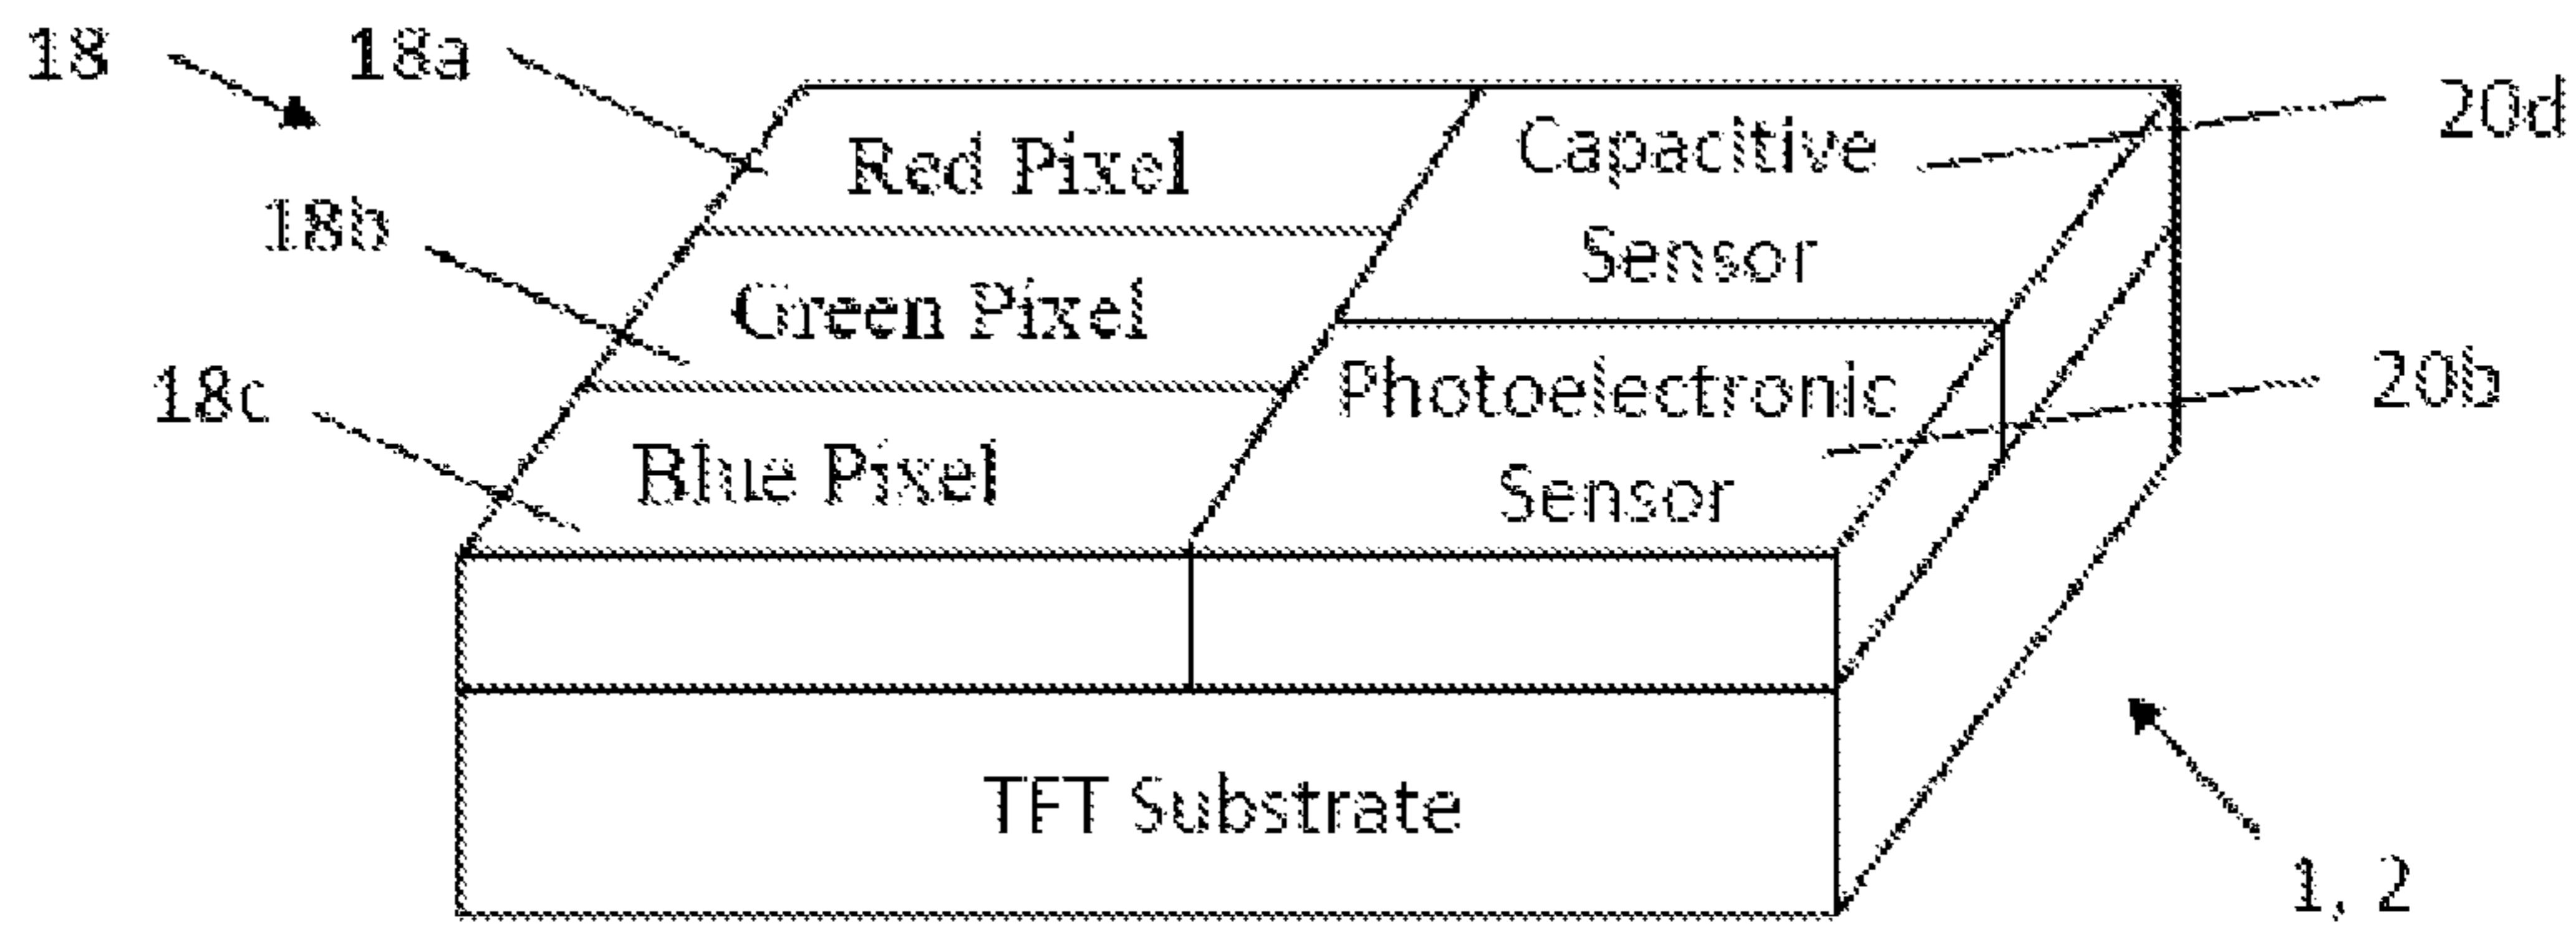 18
18a
Red Pixel
Capacitive
Sensor
20d
18b
Green Pixel
18c
Blue Pixel
Photoelectronic
Sensor
20b
TFT Substrate
1, 2